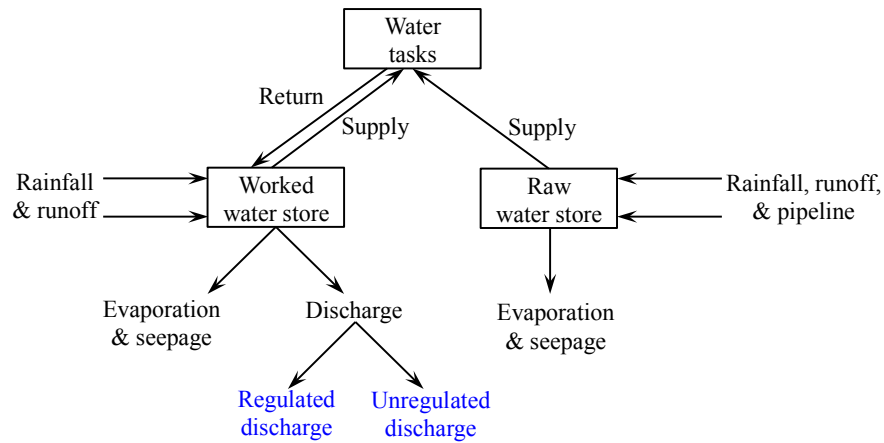 Water
tasks
Return
Supply
Supply
Rainfall
& runoff
Worked
water store
Raw
water store
Rainfall, runoff,
& pipeline
Evaporation
& seepage
Discharge
Evaporation
& seepage
Regulated
discharge
Unregulated
discharge